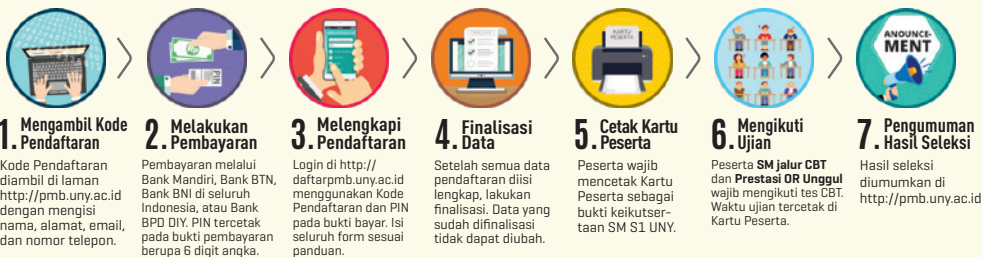 PIN
KARTU
PESERTA
ANOUNCE-
MENT
1. Mengambil Kode
Pendaftaran
Kode Pendaftaran
diambil di laman
http://pmb.uny.ac.id
dengan mengisi
nama, alamat, email,
dan nomor telepon.
2. Melakukan
Pembayaran
Pembayaran melalui
Bank Mandiri, Bank BTN,
Bank BNI di seluruh
Indonesia, atau Bank
BPD DIY. PIN tercetak
pada bukti pembayaran
berupa 6 digit angka.
3. Melengkapi
Pendaftaran
Login di http://
daftarpmb.uny.ac.id
menggunakan Kode
Pendaftaran dan PIN
pada bukti bayar. Isi
seluruh form sesuai
panduan.
4. Finalisasi
Data
Setelah semua data
pendaftaran diisi
lengkap, lakukan
finalisasi. Data yang
sudah difinalisasi
tidak dapat diubah.
5. Cetak Kartu
Peserta
Peserta wajib
mencetak Kartu
Peserta sebagai
bukti keikutser-
taan SM S1 UNY.
6. Mengikuti
Ujian
Peserta SM jalur CBT
dan Prestasi OR Unggul
wajib mengikuti tes CBT.
Waktu ujian tercetak di
Kartu Peserta.
7. Pengumuman
Hasil Seleksi
Hasil seleksi
diumumkan di
http://pmb.uny.ac.id